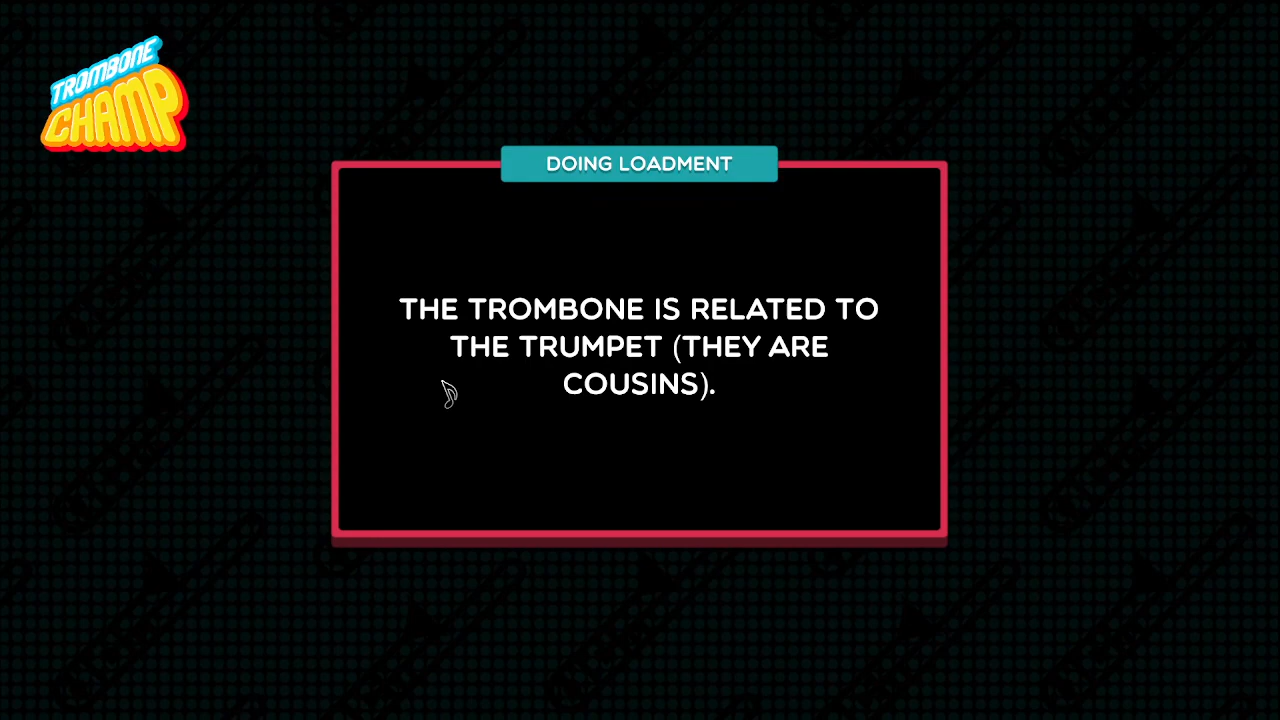 TROMBONE
CHAMP
DOING LOADMENT
THE TROMBONE IS RELATED TO
THE TRUMPET (THEY ARE
COUSINS).